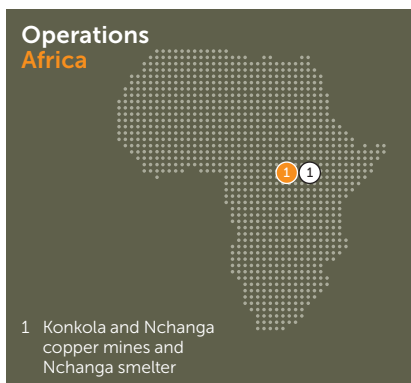 Operations
Africa
1 1
1 Konkola and Nchanga
copper mines and
Nchanga smelter